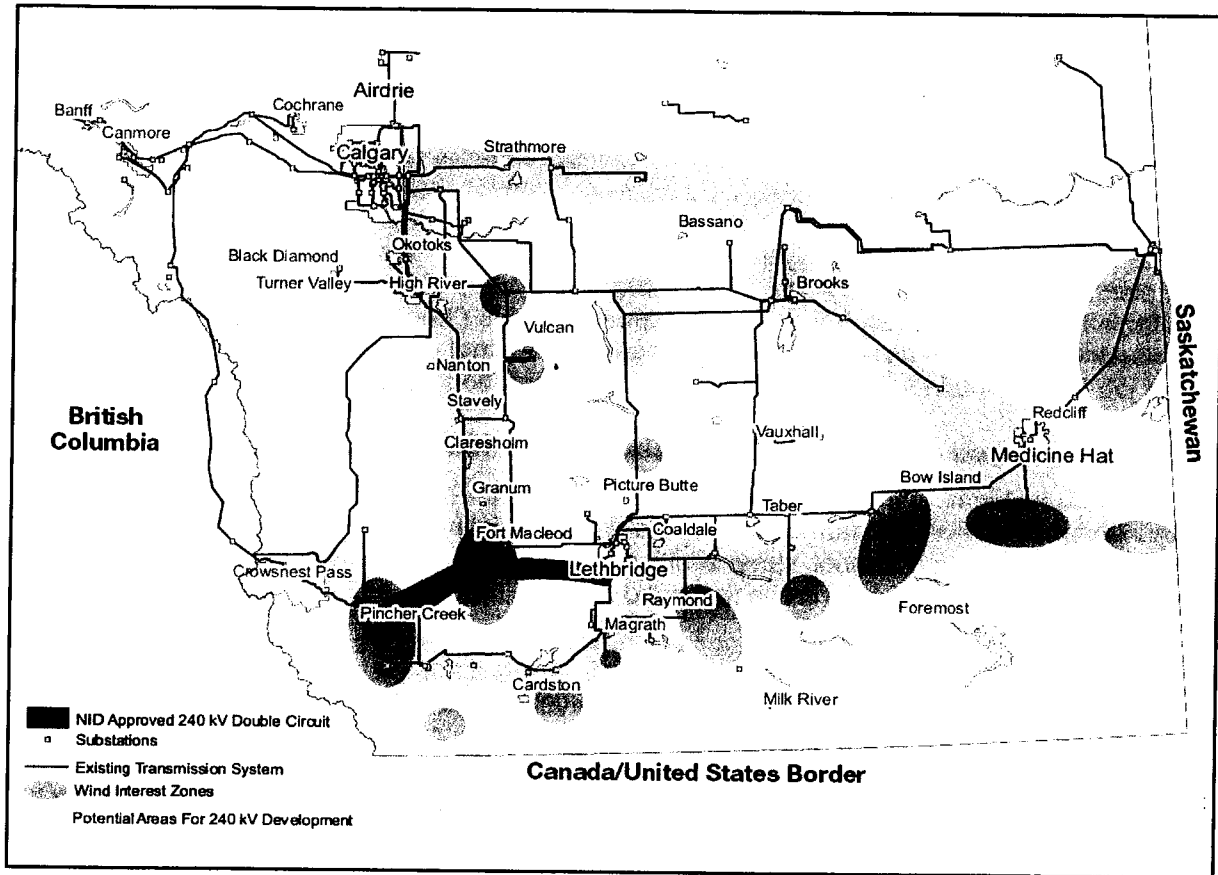 Airdrie
Banff
Cochrane
Canmore
Calgary
Strathmore
Bassano
Okotoks
Black Diamond
Turner Valley
High River
Brooks
Vulcan
Nanton
Stavely
British
Columbia
Saskatchewan
Redcliff
Claresholm
Vauxhall
Medicine Hat
Granum
Picture Butte
Bow Island
Taber
Fort Macleod
Coaldale
Lethbridge
Crowsnest Pass
Pincher Creek
Raymond
Foremost
Magrath
Cardston
Milk River
NID Approved 240 kV Double Circuit
Substations
Existing Transmission System
Wind Interest Zones
Potential Areas For 240 kV Development
Canada/United States Border